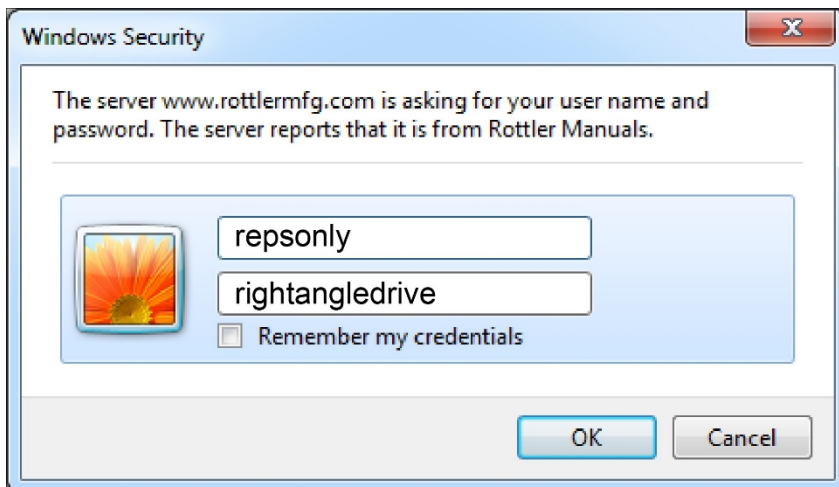 Windows Security
The server www.rottlermfg.com is asking for your user name and
password. The server reports that it is from Rottler Manuals.
repsonly
rightangledrive
Remember my credentials
OK
Cancel